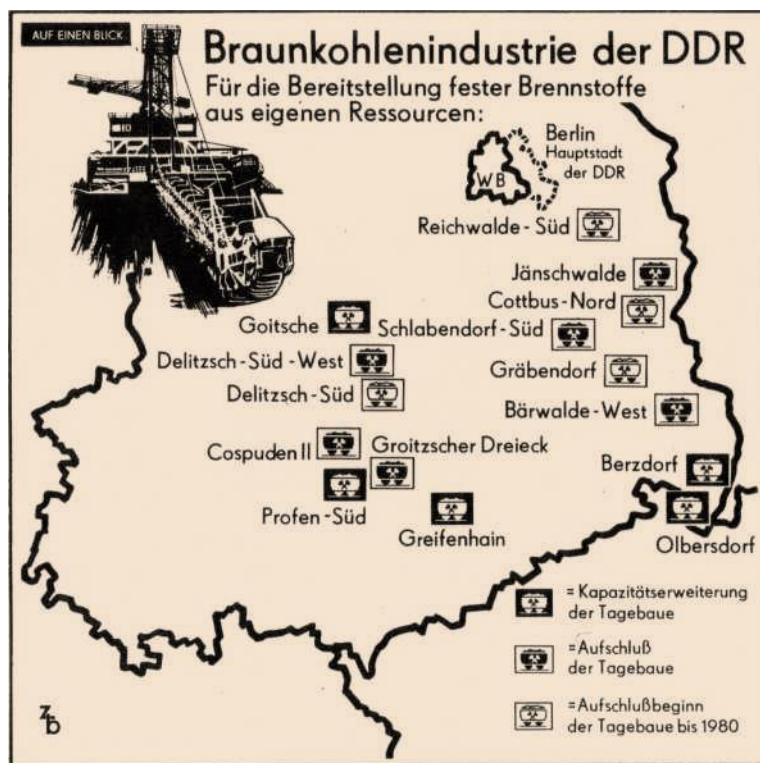 AUF EINEN BLICK
Braunkohlenindustrie der DDR
Für die Bereitstellung fester Brennstoffe
aus eigenen Ressourcen:
Berlin
Hauptstadt
der DDR
WB
Reichwalde-Süd
Jänschwalde
Cottbus-Nord
Goitsche
Schlabendorf-Süd
Delitzsch-Süd-West
Gräbendorf
Delitzsch-Süd
Bärwalde-West
Cospuden II
Groitzscher Dreieck
Berzdorf
Profen-Süd
Greifenhain
Olbersdorf
= Kapazitätserweiterung
der Tagebaue
=Aufschluß
der Tagebaue
=Aufschlußbeginn
der Tagebaue bis 1980